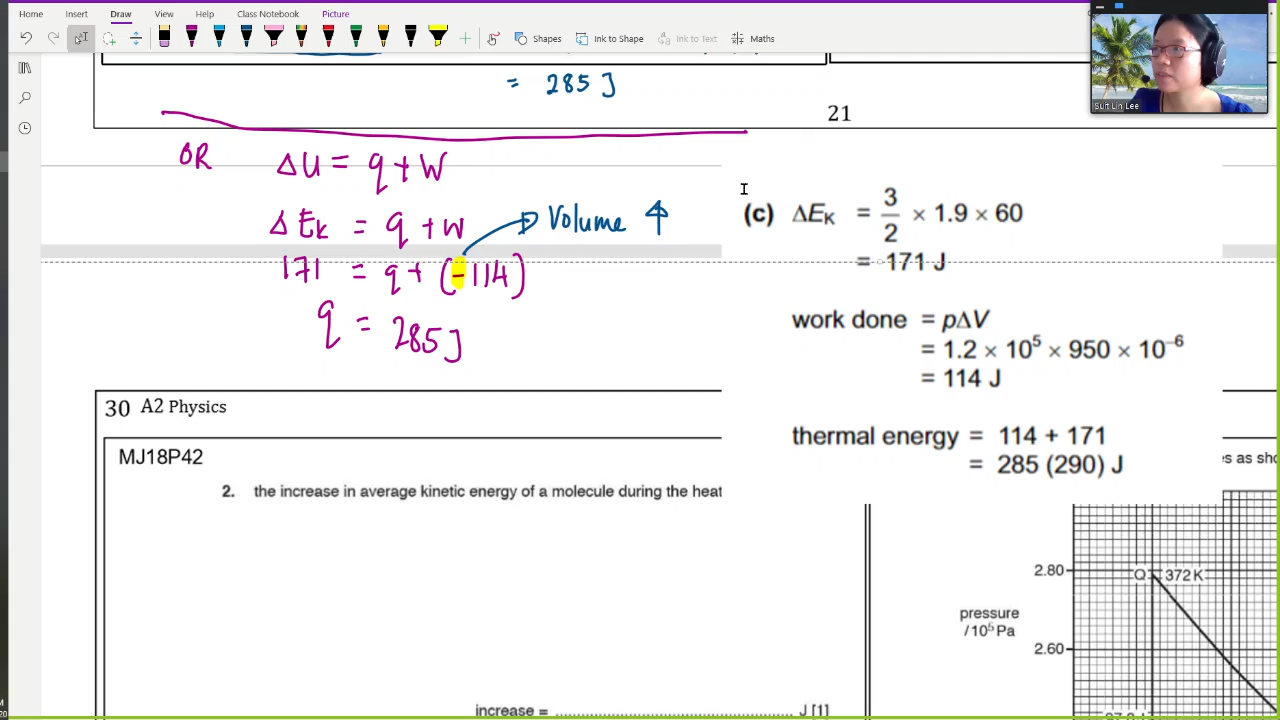 Home Insert Draw View Help Class Notebook Picture
Shapes Ink to Shape Ink to Text Maths
Suit Lin Lee
= 285 J
21
OR ΔU = q + W
ΔEk = q + w
Volume ↑
171 = q + (-114)
q = 285 J
(c) ΔEK = 3/2 × 1.9 × 60
= 171 J
work done = pΔV
= 1.2 × 10⁵ × 950 × 10⁻⁶
= 114 J
thermal energy = 114 + 171
= 285 (290) J
30 A2 Physics
MJ18P42
2. the increase in average kinetic energy of a molecule during the heat
increase = ........................................ J [1]
es as sho
2.80
Q 372 K
pressure
/10⁵ Pa
2.60